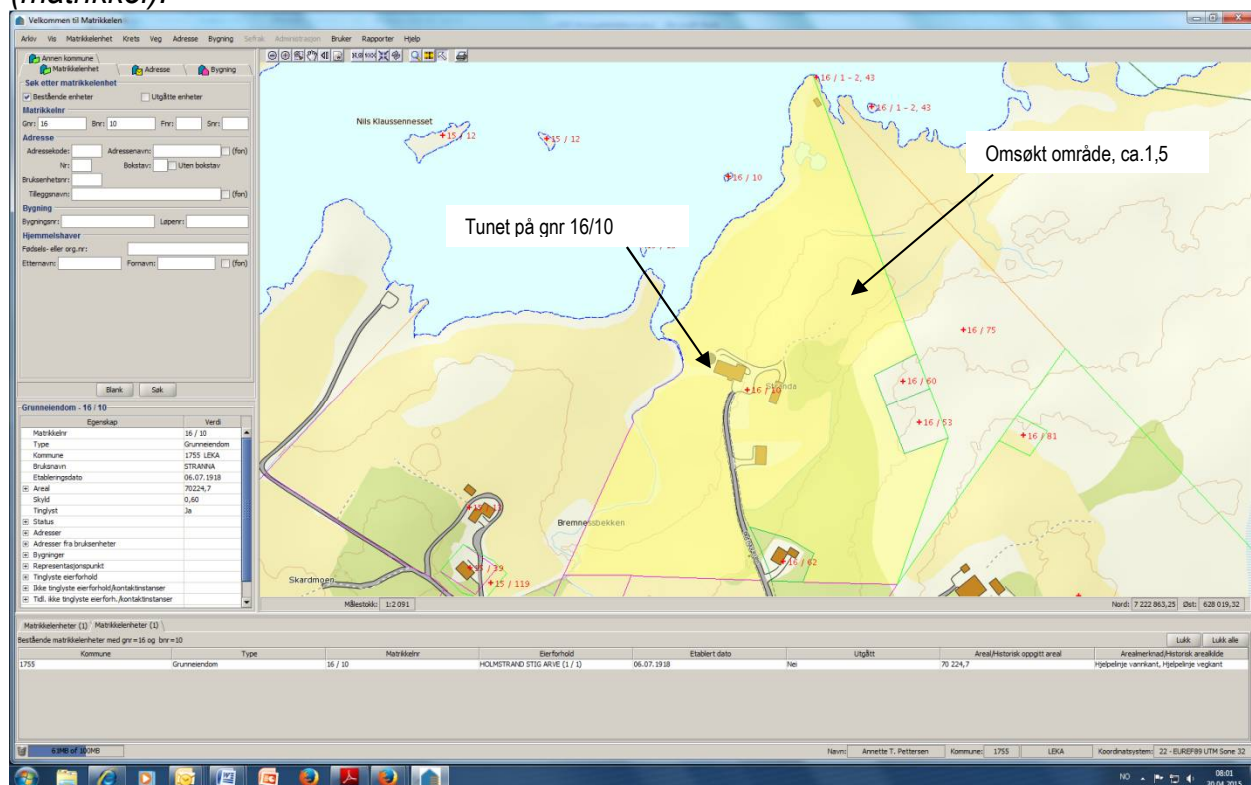 (matrikkel):
Velkommen til Matrikkelen
Arkiv Vis Matrikkelenhet Krets Veg Adresse Bygning Sefrak Administrasjon Bruker Rapporter Hjelp
Annen kommune
Matrikkelenhet Adresse Bygning
Søk etter matrikkelenhet
Bestående enheter Utgåtte enheter
Matrikkelnr
Gnr: 16 Bnr: 10 Fnr: Snr:
Adresse
Adressekode: Adressenavn: (fon)
Nr: Bokstav: Uten bokstav
Bruksenhetsnr:
Tilleggsnavn: (fon)
Bygning
Bygningsnr: Løpenr:
Hjemmelshaver
Fødsels- eller org.nr:
Etternavn: Fornavn: (fon)
Blank Søk
Grunneiendom - 16 / 10
Egenskap Verdi
Matrikkelnr 16 / 10
Type Grunneiendom
Kommune 1755 LEKA
Bruksnavn STRANNA
Etableringsdato 06.07.1918
Areal 70224,7
Skyld 0,60
Tinglyst Ja
Status
Adresser
Adresser fra bruksenheter
Bygninger
Representasjonspunkt
Tinglyste eierforhold
Ikke tinglyste eierforhold/kontaktinstanser
Tidl. ikke tinglyste eierforh./kontaktinstanser
16 / 1 - 2, 43
16 / 1 - 2, 43
Nils Klaussennesset
15 / 12
15 / 12
Omsøkt område, ca.1,5
16 / 10
Tunet på gnr 16/10
16 / 75
16 / 60
Stranda
16 / 10
16 / 53
16 / 81
15 / 11
Bremnessbekken
16 / 62
15 / 39
15 / 119
Skardmoen
Målestokk: 1:2 091 Nord: 7 222 863,25 Øst: 628 019,32
Matrikkelenheter (1) Matrikkelenheter (1)
Bestående matrikkelenheter med gnr=16 og bnr=10 Lukk Lukk alle
Kommune Type Matrikkelnr Eierforhold Etablert dato Utgått Areal/Historisk oppgitt areal Arealmerknad/Historisk arealkilde
1755 Grunneiendom 16 / 10 HOLMSTRAND STIG ARVE (1 / 1) 06.07.1918 Nei 70 224,7 Hjelpelinje vannkant, Hjelpelinje vegkant
63MB of 100MB Navn: Annette T. Pettersen Kommune: 1755 LEKA Koordinatsystem: 22 - EUREF89 UTM Sone 32
NO 08:01
30.04.2015